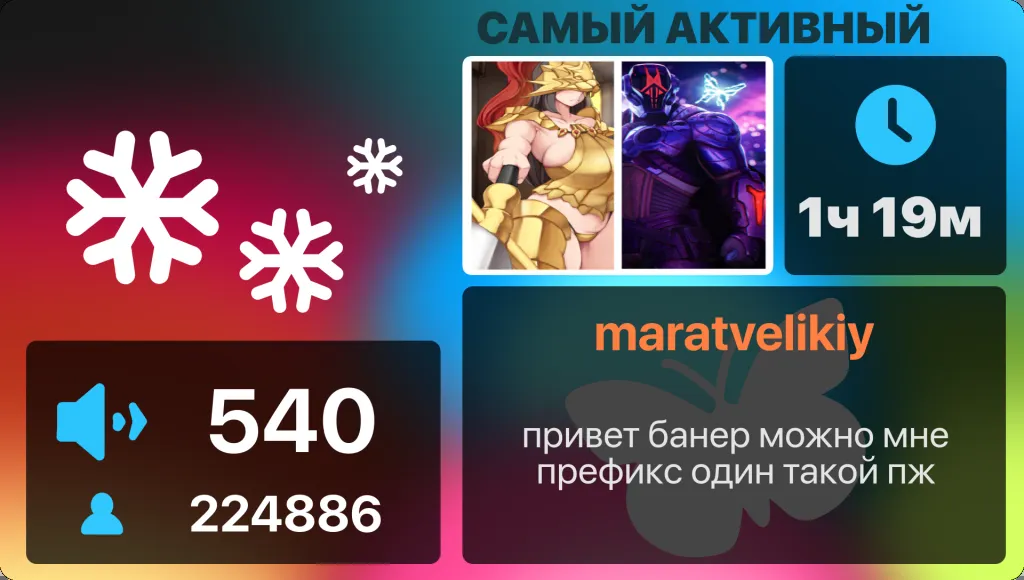 САМЫЙ АКТИВНЫЙ
1ч 19м
maratvelikiy
привет банер можно мне
префикс один такой пж
540
224886